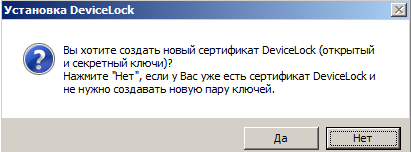 Установка DeviceLock
Вы хотите создать новый сертификат DeviceLock (открытый
и секретный ключи)?
Нажмите "Нет", если у Вас уже есть сертификат DeviceLock и
не нужно создавать новую пару ключей.
Да
Нет